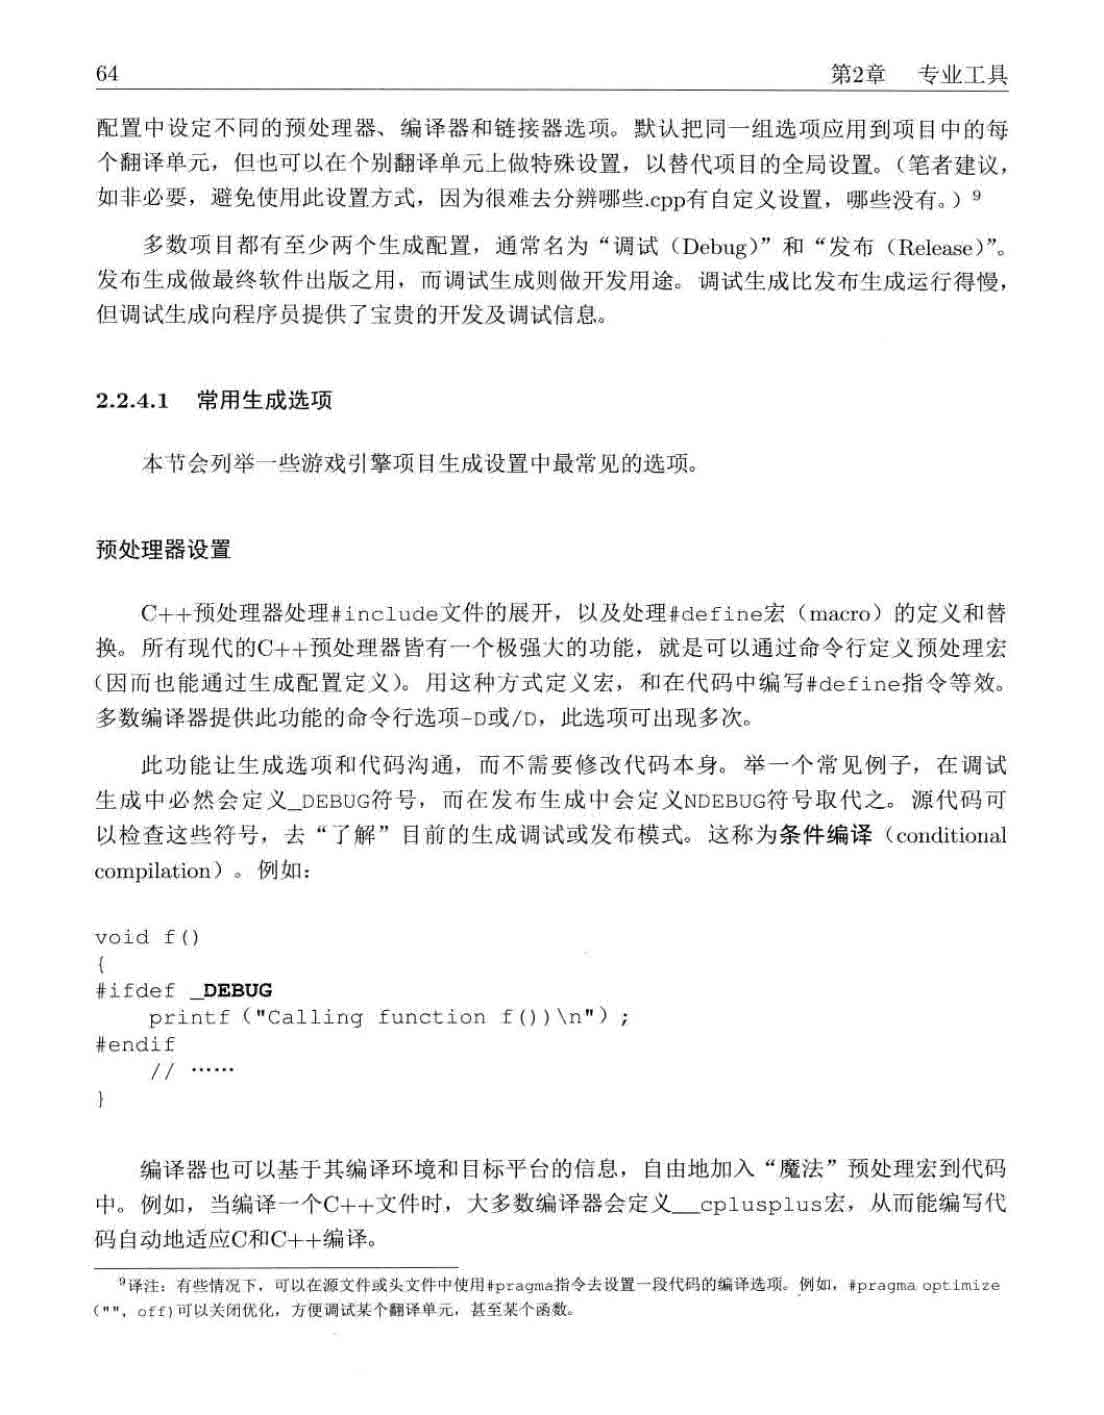 64 第2章 专业工具
配置中设定不同的预处理器、编译器和链接器选项。默认把同一组选项应用到项目中的每
个翻译单元，但也可以在个别翻译单元上做特殊设置，以替代项目的全局设置。（笔者建议，
如非必要，避免使用此设置方式，因为很难去分辨哪些.cpp有自定义设置，哪些没有。）9
多数项目都有至少两个生成配置，通常名为“调试（Debug）”和“发布（Release）”。
发布生成做最终软件出版之用，而调试生成则做开发用途。调试生成比发布生成运行得慢，
但调试生成向程序员提供了宝贵的开发及调试信息。
2.2.4.1 常用生成选项
本节会列举一些游戏引擎项目生成设置中最常见的选项。
预处理器设置
C++预处理器处理#include文件的展开，以及处理#define宏（macro）的定义和替
换。所有现代的C++预处理器皆有一个极强大的功能，就是可以通过命令行定义预处理宏
（因而也能通过生成配置定义）。用这种方式定义宏，和在代码中编写#define指令等效。
多数编译器提供此功能的命令行选项-D或/D，此选项可出现多次。
此功能让生成选项和代码沟通，而不需要修改代码本身。举一个常见例子，在调试
生成中必然会定义_DEBUG符号，而在发布生成中会定义NDEBUG符号取代之。源代码可
以检查这些符号，去“了解”目前的生成调试或发布模式。这称为条件编译（conditional
compilation）。例如：
void f()
{
#ifdef _DEBUG
printf("Calling function f())\n");
#endif
// ……
}
编译器也可以基于其编译环境和目标平台的信息，自由地加入“魔法”预处理宏到代码
中。例如，当编译一个C++文件时，大多数编译器会定义__cplusplus宏，从而能编写代
码自动地适应C和C++编译。
9译注：有些情况下，可以在源文件或头文件中使用#pragma指令去设置一段代码的编译选项。例如，#pragma optimize
("", off)可以关闭优化，方便调试某个翻译单元，甚至某个函数。